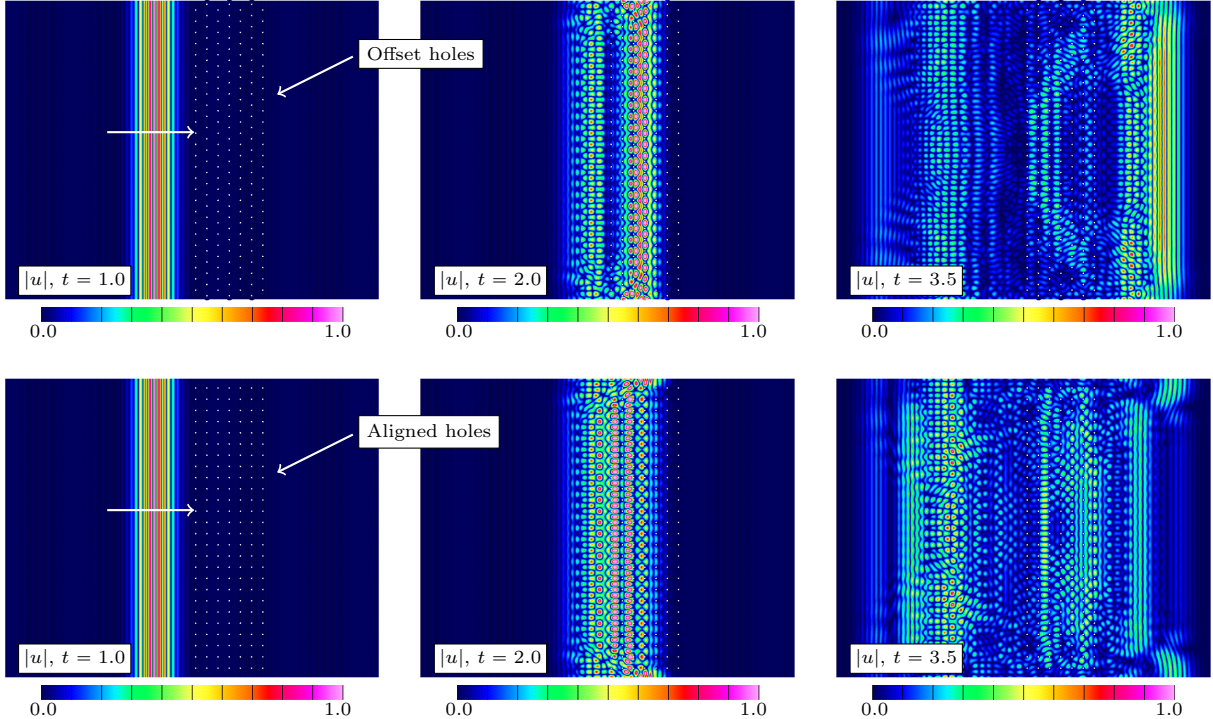 Offset holes
|u|, t = 1.0
|u|, t = 2.0
|u|, t = 3.5
0.0 1.0
0.0 1.0
0.0 1.0
Aligned holes
|u|, t = 1.0
|u|, t = 2.0
|u|, t = 3.5
0.0 1.0
0.0 1.0
0.0 1.0